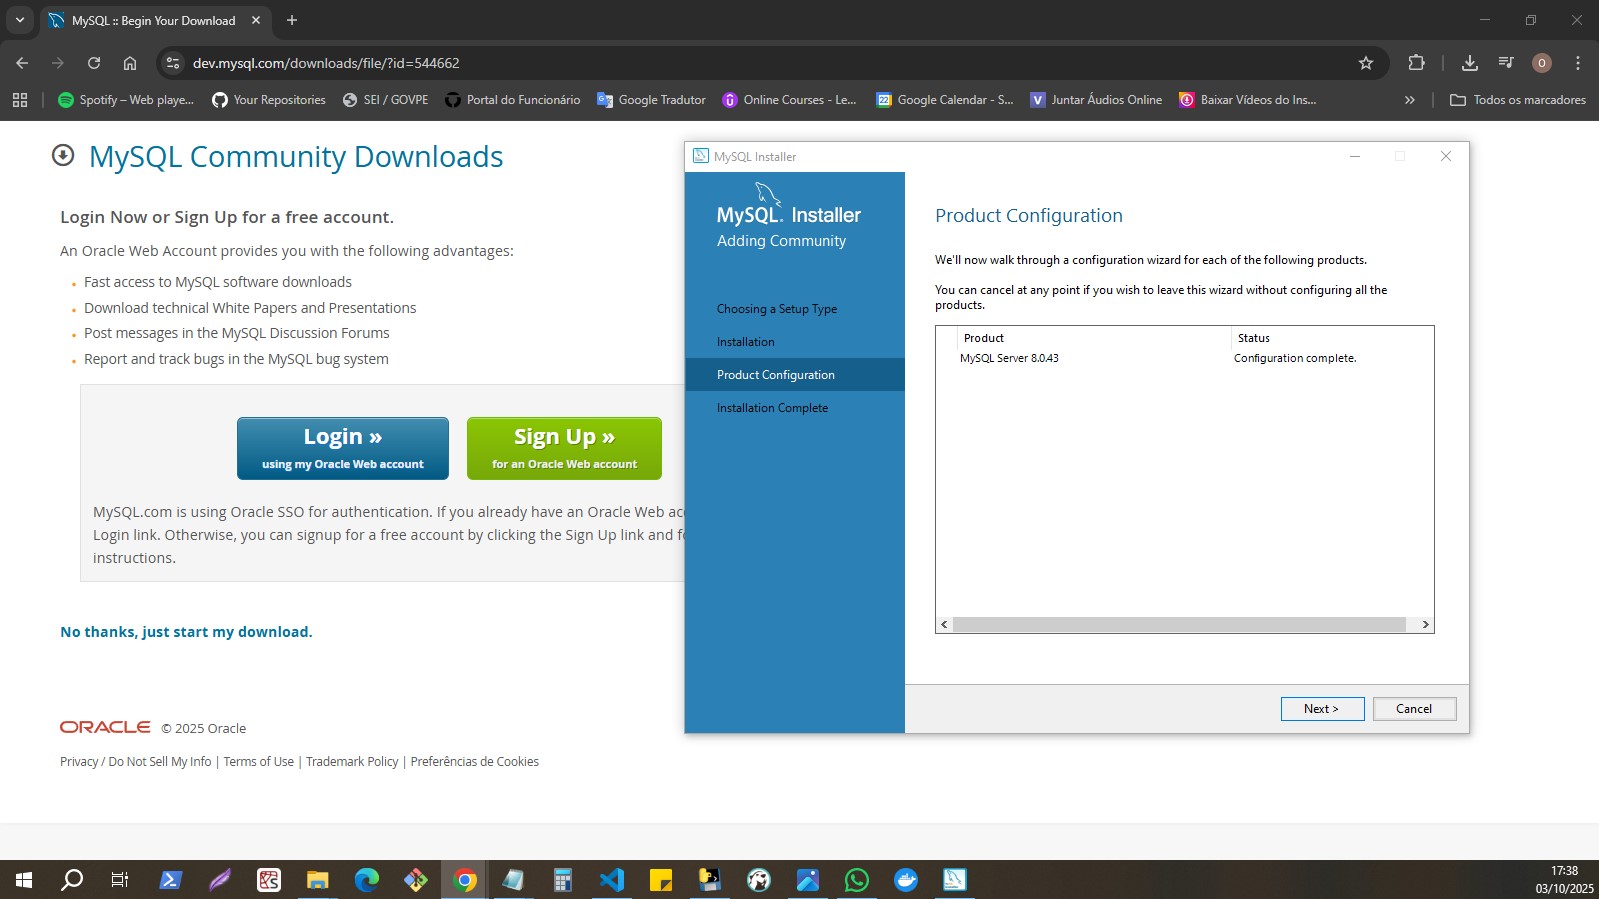 MySQL :: Begin Your Download
dev.mysql.com/downloads/file/?id=544662
Spotify – Web playe...
Your Repositories
SEI / GOVPE
Portal do Funcionário
Google Tradutor
Online Courses - Le...
Google Calendar - S...
Juntar Áudios Online
Baixar Vídeos do Ins...
Todos os marcadores
MySQL Community Downloads
Login Now or Sign Up for a free account.
An Oracle Web Account provides you with the following advantages:
Fast access to MySQL software downloads
Download technical White Papers and Presentations
Post messages in the MySQL Discussion Forums
Report and track bugs in the MySQL bug system
Login »
using my Oracle Web account
Sign Up »
for an Oracle Web account
MySQL.com is using Oracle SSO for authentication. If you already have an Oracle Web
Login link. Otherwise, you can signup for a free account by clicking the Sign Up link and
instructions.
No thanks, just start my download.
ORACLE © 2025 Oracle
Privacy / Do Not Sell My Info | Terms of Use | Trademark Policy | Preferências de Cookies
MySQL Installer
MySQL. Installer
Adding Community
Choosing a Setup Type
Installation
Product Configuration
Installation Complete
Product Configuration
We'll now walk through a configuration wizard for each of the following products.
You can cancel at any point if you wish to leave this wizard without configuring all the
products.
Product Status
MySQL Server 8.0.43 Configuration complete.
Next >
Cancel
17:38
03/10/2025